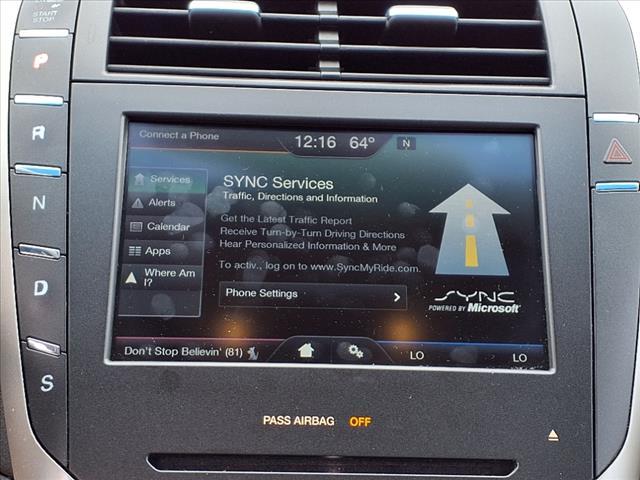 START
STOP
P
R
N
D
S
Connect a Phone
12:16 64° N
Services
Alerts
Calendar
Apps
Where Am
I?
SYNC Services
Traffic, Directions and Information
Get the Latest Traffic Report
Receive Turn-by-Turn Driving Directions
Hear Personalized Information & More
To activ., log on to www.SyncMyRide.com.
Phone Settings
SYNC
POWERED BY Microsoft
Don't Stop Believin' (81)
LO
LO
PASS AIRBAG OFF